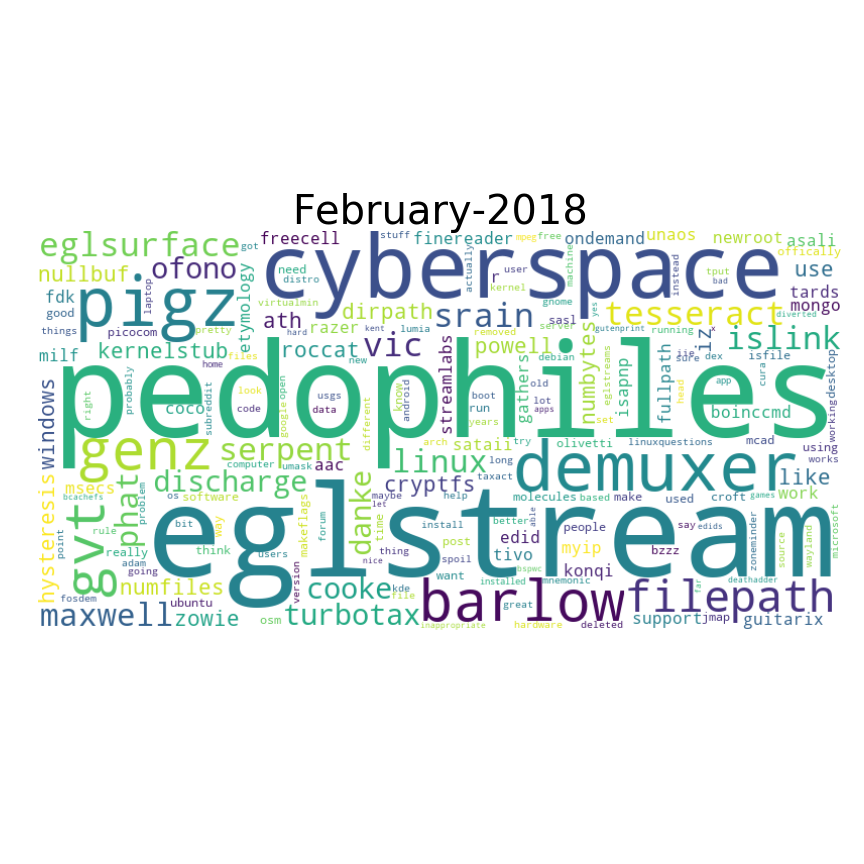 February-2018
eglsurface
freecell
stuff
finereader
mpeg
free
ondemand
unaos
newroot
asali
got
cyberspace
actually
offically
nullbuf
ofono
need
distro
r
user
kernel
machine
instead
tput
bad
use
fdk
laptop
pigz
etymology
virtualmin
dirpath
srain
gnome
sasl
yes
tesseract
tards
mongo
good
things
picocom
pretty
ath
razer
hard
kent
vic
lumia
removed
server
gutenprint
running
x
diverted
islink
milf
kernelstub
files
home
roccat
new
streamlabs
powell
gathers
debian
numbytes
eglstreams
iz
iie
sure
dex
isfile
desktop
pedophiles
right
probably
coco
subreddit
look
code
google
open
usgs
data
different
know
android
boot
run
years
old
lot
apps
isapnp
set
fullpath
head
app
cura
boinccmd
working
windows
genz
serpent
computer
umask
aac
arch
linux
sataii
try
long
olivetti
linuxquestions
mcad
using
works
demuxer
like
hysteresis
msecs
bcachefs
phat
problem
discharge
os
software
danke
cryptfs
taxact
molecules
based
make
used
croft
games
work
gvt
point
rule
really
bit
way
think
users
makeflags
forum
time
maybe
let
thing
nice
help
install
post
want
better
able
edid
spoil
tivo
people
myip
say
edids
bzzz
zoneminder
source
wayland
microsoft
eglstream
adam
going
fosdem
numfiles
version
cooke
kde
file
installed
bspwc
mnemonic
konqi
far
deathadder
maxwell
ubuntu
zowie
osm
turbotax
barlow
inappropriate
great
hardware
deleted
filepath
support
jmap
guitarix